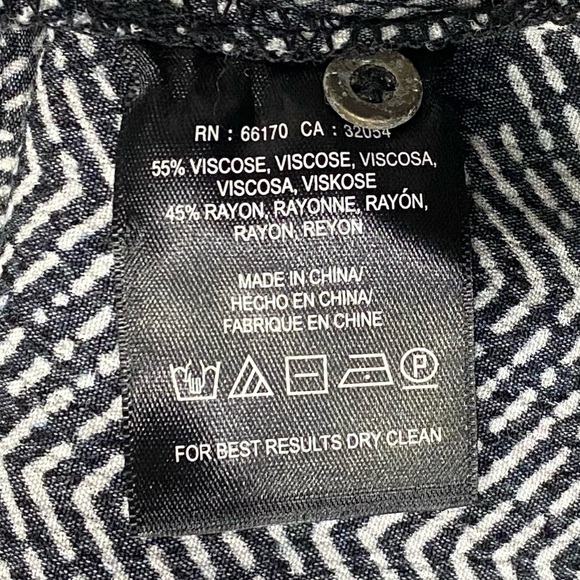 RN : 66170 CA : 32054
55% VISCOSE, VISCOSE, VISCOSA,
VISCOSA, VISKOSE
45% RAYON, RAYONNE, RAYÓN,
RAYON, REYON
MADE IN CHINA/
HECHO EN CHINA/
FABRIQUE EN CHINE
P
FOR BEST RESULTS DRY CLEAN